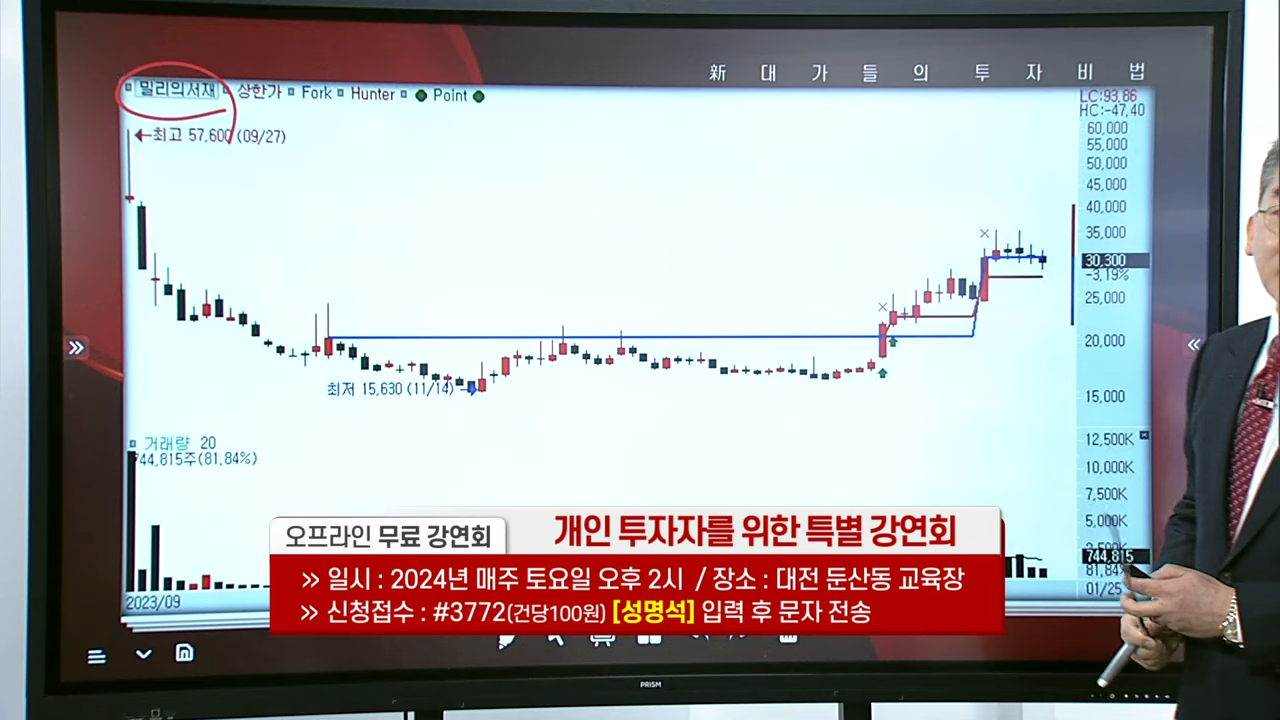 新 대 가 들 의 투 자 비 법
밀리의서재 상한가 Fork Hunter Point
LC:93,86
HC:-47,40
최고 57,600 (09/27)
60,000
55,000
50,000
45,000
40,000
35,000
30,300
-3,19%
25,000
20,000
15,000
최저 15,630 (11/14)
거래량 20
744,815주(81,84%)
12,500K
10,000K
7,500K
5,000K
744,815
81,84%
2023/09
01/25
오프라인 무료 강연회
개인 투자자를 위한 특별 강연회
» 일시 : 2024년 매주 토요일 오후 2시 / 장소 : 대전 둔산동 교육장
» 신청접수 : #3772(건당100원) [성명석] 입력 후 문자 전송
PRISM